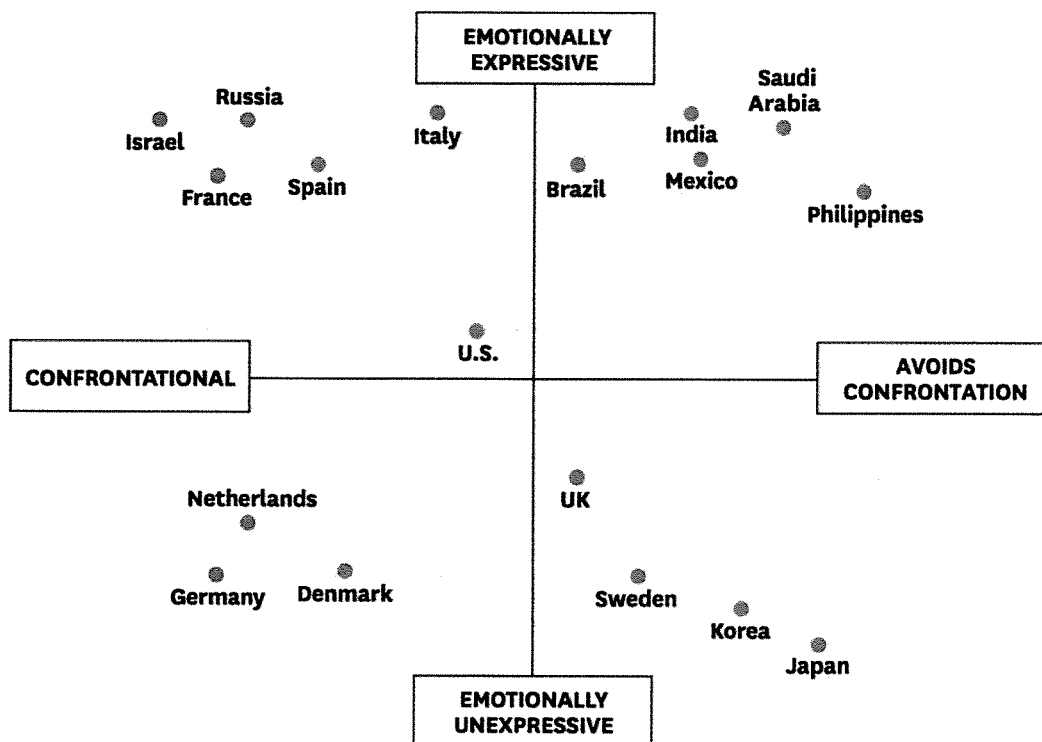 EMOTIONALLY
EXPRESSIVE
Saudi
Arabia
Russia
Israel
Italy
India
France
Spain
Brazil
Mexico
Philippines
U.S.
CONFRONTATIONAL
AVOIDS
CONFRONTATION
Netherlands
UK
Germany
Denmark
Sweden
Korea
Japan
EMOTIONALLY
UNEXPRESSIVE